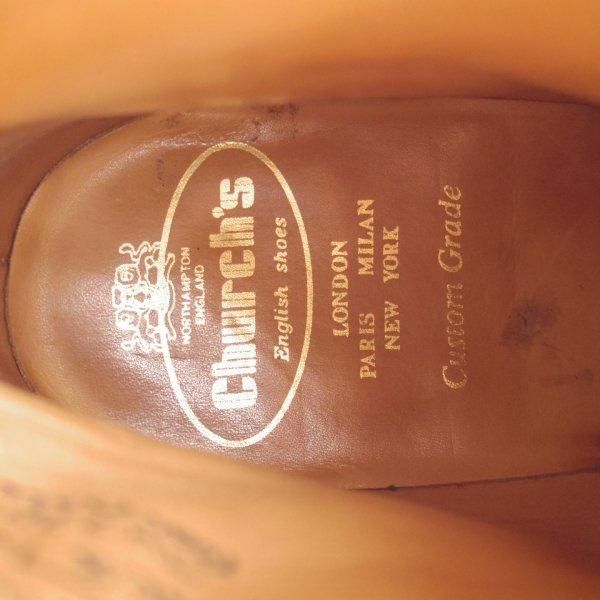 NORTHAMPTON
ENGLAND
Church's
English shoes
LONDON
PARIS MILAN
NEW YORK
Custom Grade